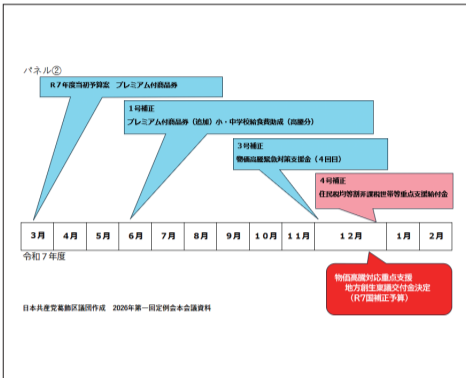 パネル②
R7年度当初予算案　プレミアム付商品券
1号補正
プレミアム付商品券（追加）小・中学校給食費助成（高騰分）
3号補正
物価高騰緊急対策支援金（4回目）
4号補正
住民税均等割非課税世帯等重点支援給付金
3月 4月 5月 6月 7月 8月 9月 10月 11月 12月 1月 2月
令和7年度
物価高騰対応重点支援
地方創生臨時交付金決定
（R7国補正予算）
日本共産党葛飾区議団作成　2026年第一回定例会本会議資料